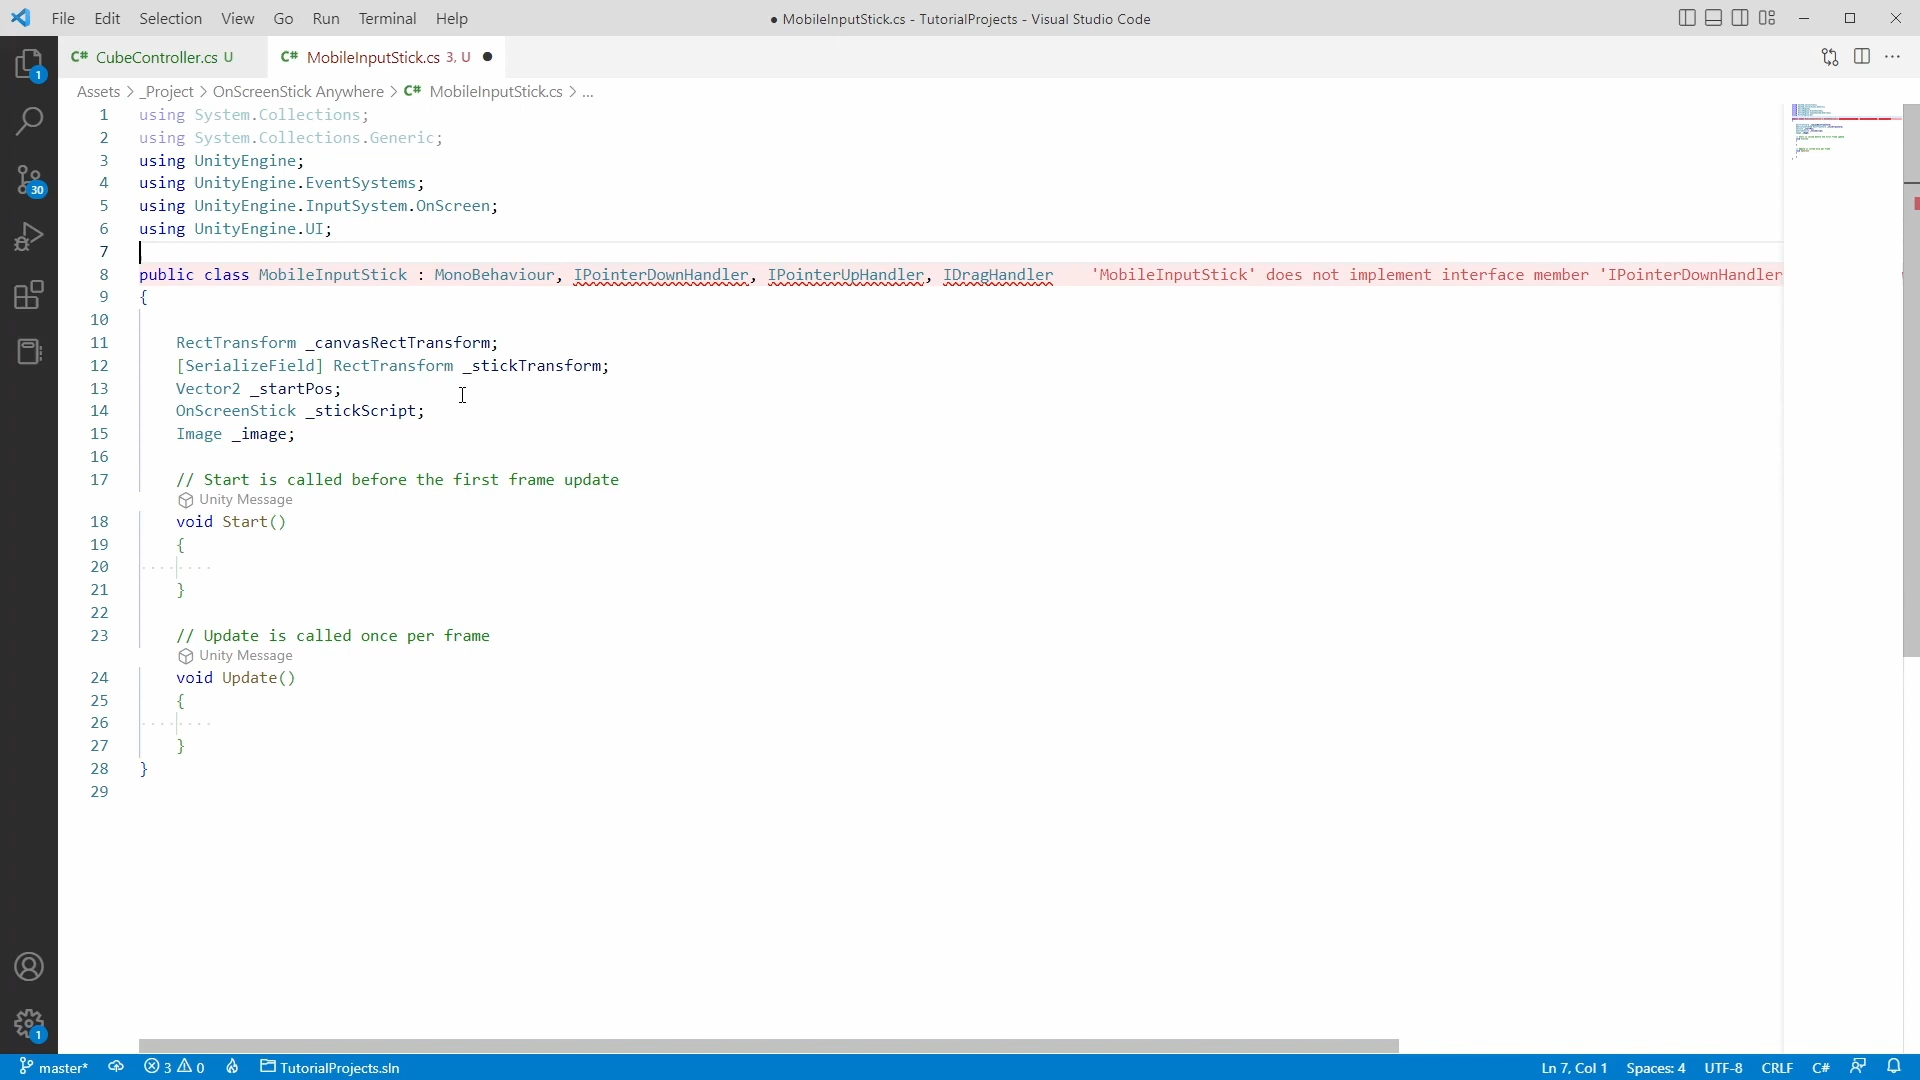 File Edit Selection View Go Run Terminal Help
● MobileInputStick.cs - TutorialProjects - Visual Studio Code
C# CubeController.cs U
C# MobileInputStick.cs 3, U ●
Assets > _Project > OnScreenStick Anywhere > C# MobileInputStick.cs > ...
1 using System.Collections;
2 using System.Collections.Generic;
3 using UnityEngine;
4 using UnityEngine.EventSystems;
5 using UnityEngine.InputSystem.OnScreen;
6 using UnityEngine.UI;
7
8 public class MobileInputStick : MonoBehaviour, IPointerDownHandler, IPointerUpHandler, IDragHandler 'MobileInputStick' does not implement interface member 'IPointerDownHandler
9 {
10
11 RectTransform _canvasRectTransform;
12 [SerializeField] RectTransform _stickTransform;
13 Vector2 _startPos;
14 OnScreenStick _stickScript;
15 Image _image;
16
17 // Start is called before the first frame update
Unity Message
18 void Start()
19 {
20
21 }
22
23 // Update is called once per frame
Unity Message
24 void Update()
25 {
26
27 }
28 }
29
1
30
1
master* 3 0 TutorialProjects.sln
Ln 7, Col 1 Spaces: 4 UTF-8 CRLF C#